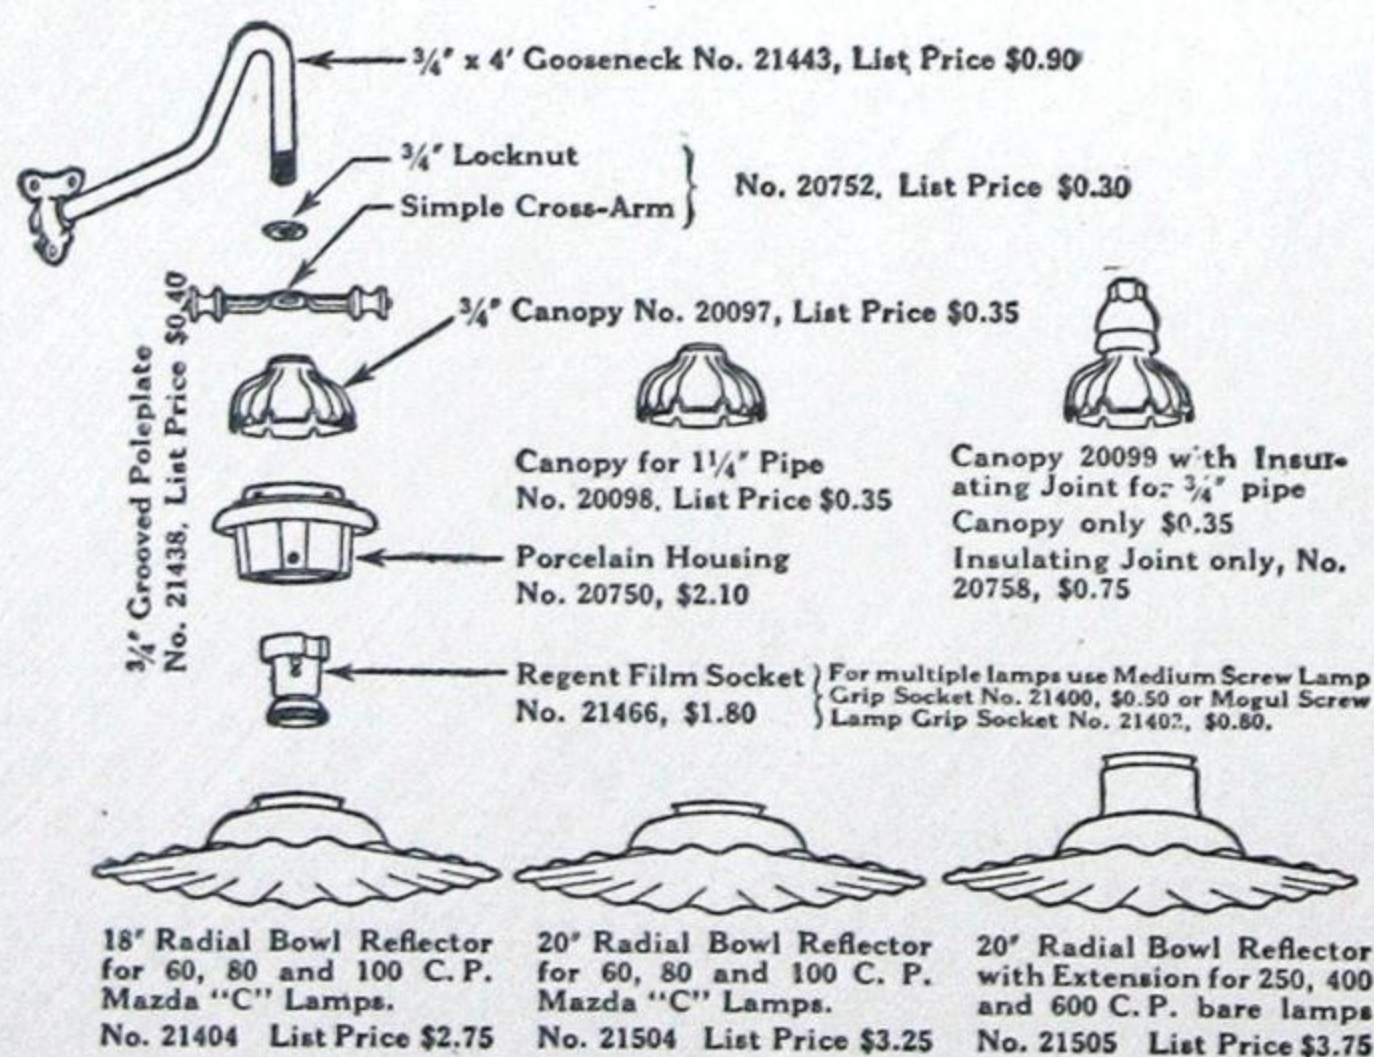 ¾" x 4' Gooseneck No. 21443, List Price $0.90
¾" Locknut
Simple Cross-Arm
No. 20752, List Price $0.30
¾" Grooved Poleplate
No. 21438, List Price $0.40
¾" Canopy No. 20097, List Price $0.35
Canopy for 1¼" Pipe
No. 20098, List Price $0.35
Canopy 20099 with Insur-
ating Joint for ¾" pipe
Canopy only $0.35
Insulating Joint only, No.
20758, $0.75
Porcelain Housing
No. 20750, $2.10
Regent Film Socket
No. 21466, $1.80
For multiple lamps use Medium Screw Lamp
Grip Socket No. 21400, $0.50 or Mogul Screw
Lamp Grip Socket No. 21402, $0.80.
18" Radial Bowl Reflector
for 60, 80 and 100 C. P.
Mazda "C" Lamps.
No. 21404 List Price $2.75
20" Radial Bowl Reflector
for 60, 80 and 100 C. P.
Mazda "C" Lamps.
No. 21504 List Price $3.25
20" Radial Bowl Reflector
with Extension for 250, 400
and 600 C. P. bare lamps
No. 21505 List Price $3.75